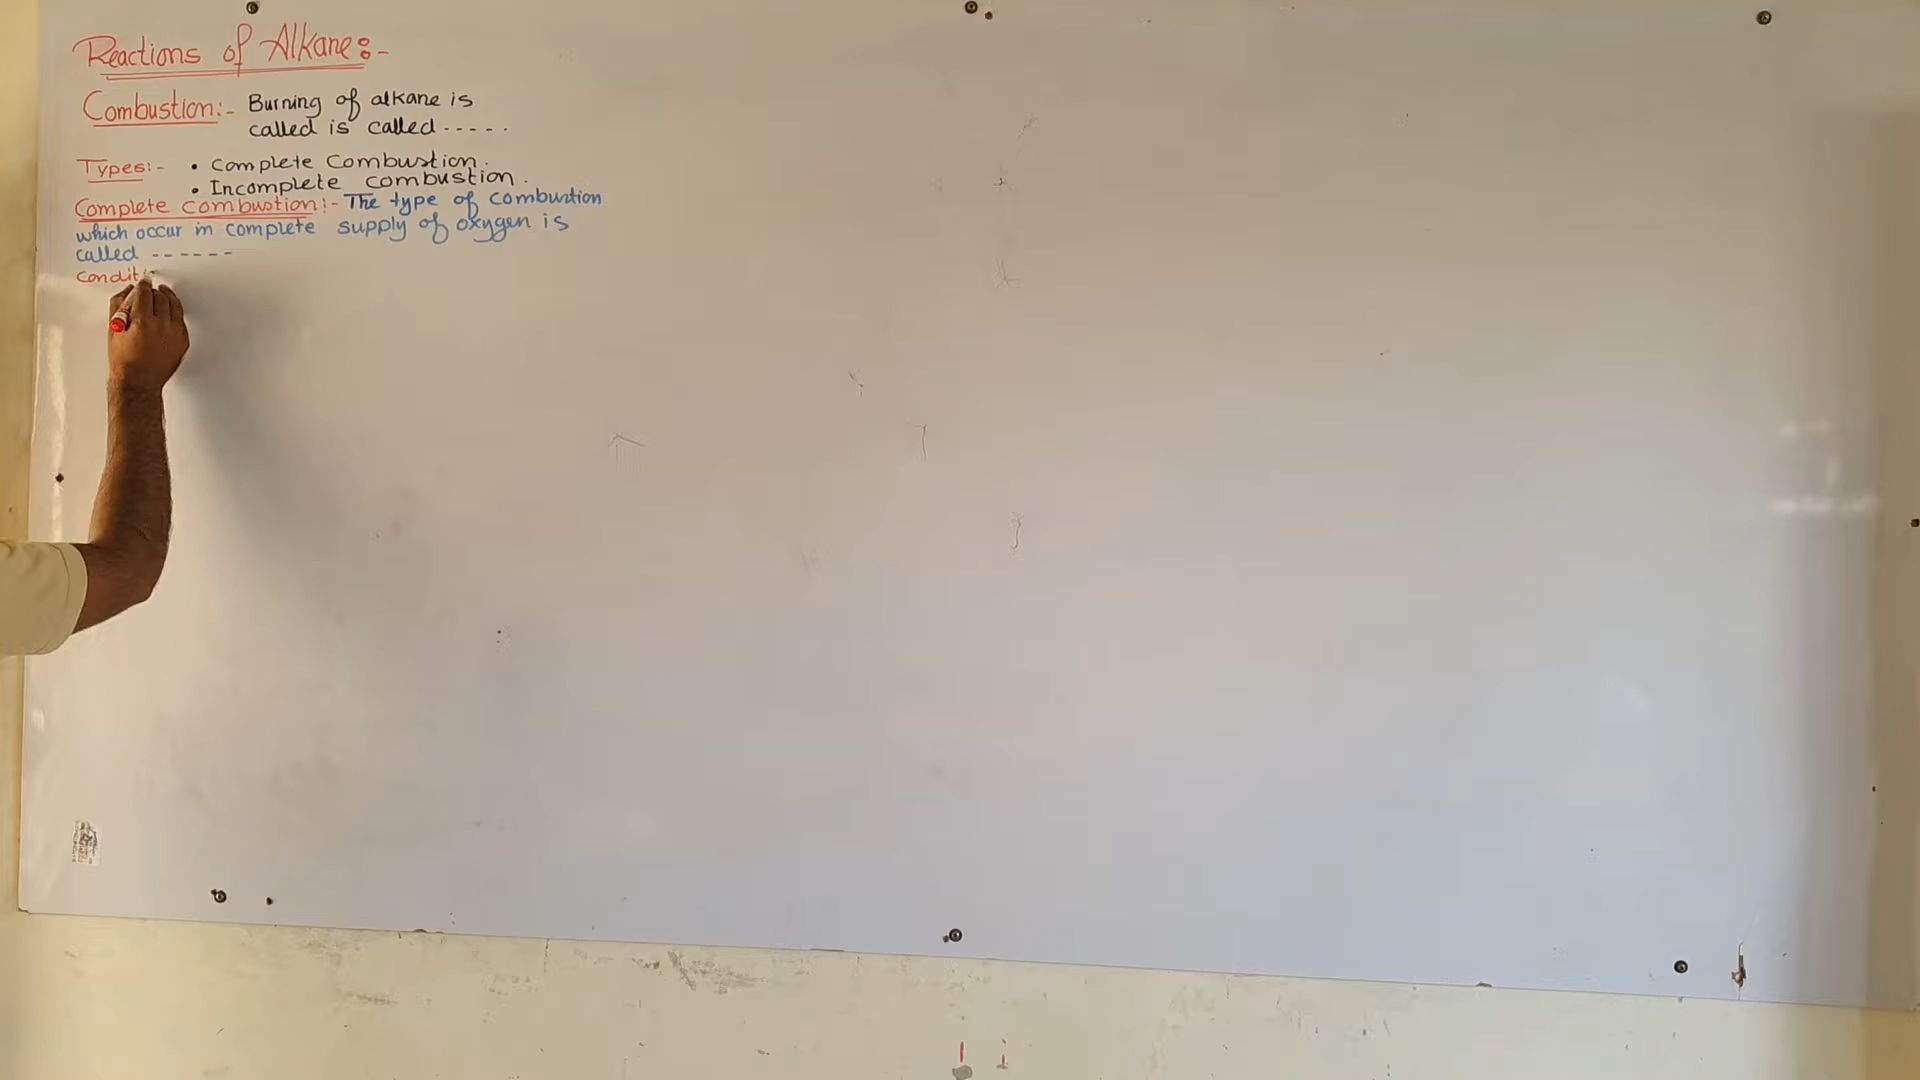 Reactions of Alkane:-
Combustion:- Burning of alkane is
called is called -----
Types:- • Complete Combustion.
• Incomplete combustion.
Complete combustion:- The type of combustion
which occur in complete supply of oxygen is
called ------
Condit